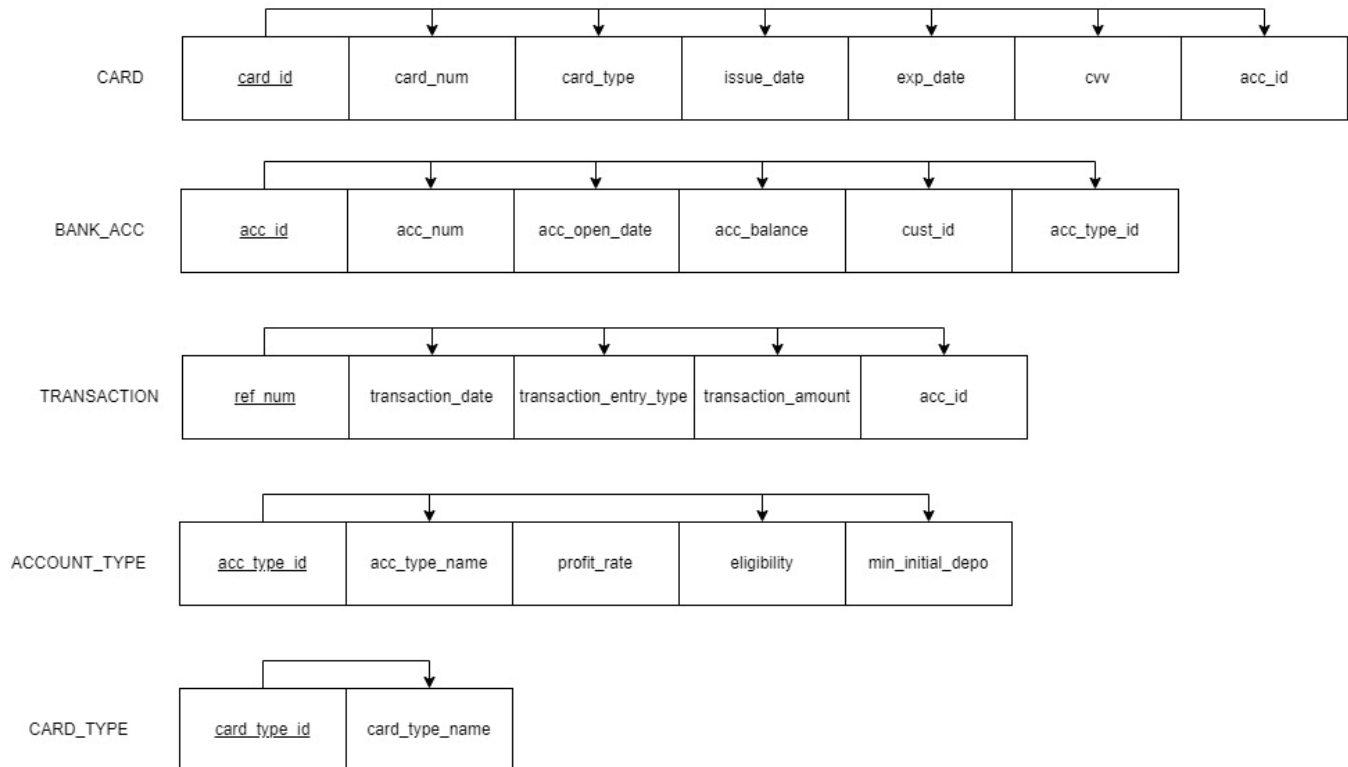 CARD card_id card_num card_type issue_date exp_date cvv acc_id
BANK_ACC acc_id acc_num acc_open_date acc_balance cust_id acc_type_id
TRANSACTION ref_num transaction_date transaction_entry_type transaction_amount acc_id
ACCOUNT_TYPE acc_type_id acc_type_name profit_rate eligibility min_initial_depo
CARD_TYPE card_type_id card_type_name